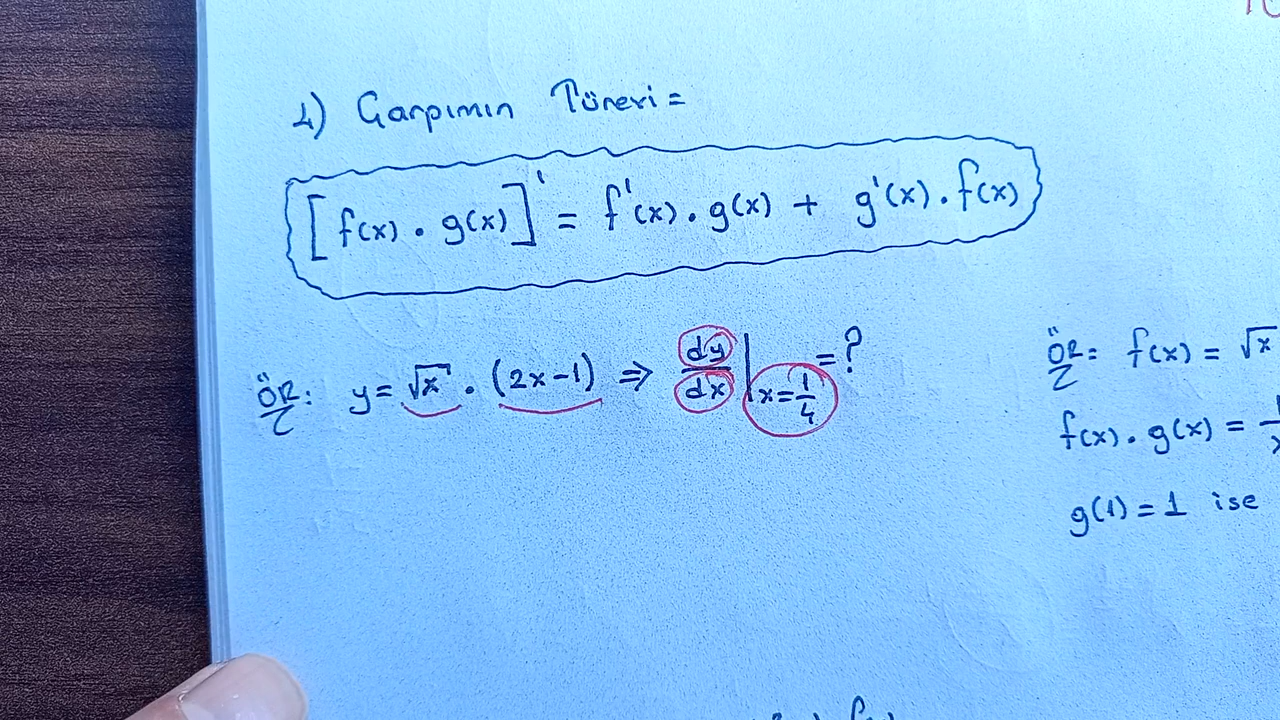 4) Çarpımın Türevi =
[f(x) . g(x)]' = f'(x) . g(x) + g'(x) . f(x)
ÖR: y = √x . (2x-1) ⇒ dy/dx |x=1/4 = ?
ÖR: f(x) = √x
f(x) . g(x) =
g(1) = 1 ise